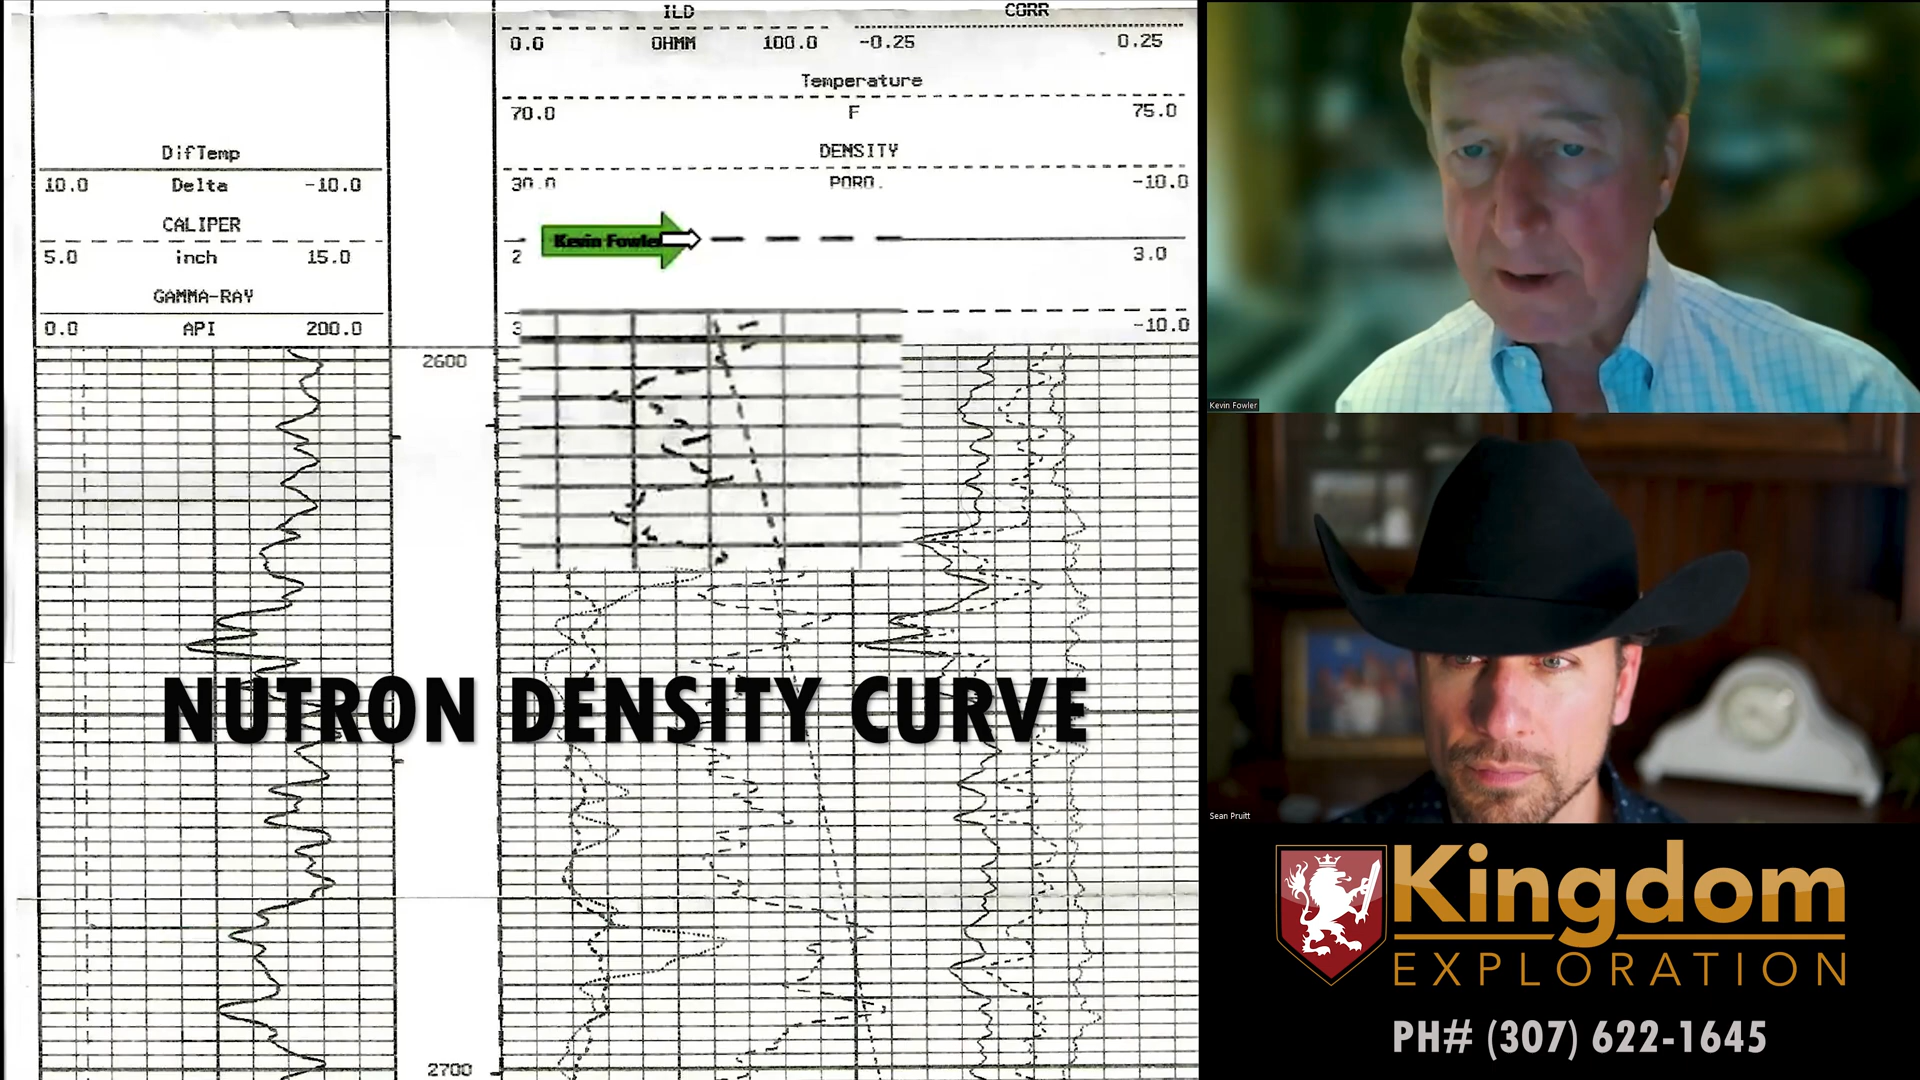 ILD
CORR
0.0 OHMM 100.0 -0.25 0.25
Temperature
70.0 F 75.0
DifTemp
DENSITY
10.0 Delta -10.0
30.0 PORO. -10.0
CALIPER
Kevin Fowler
5.0 inch 15.0
2 3.0
GAMMA-RAY
0.0 API 200.0
3 -10.0
2600
NUTRON DENSITY CURVE
2700
Kevin Fowler
Sean Pruitt
Kingdom
EXPLORATION
PH# (307) 622-1645